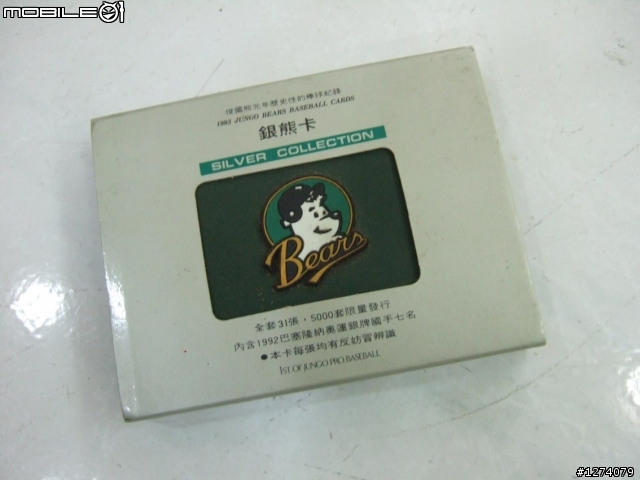 MOBILE01
俊國熊元年歷史性的棒球紀錄
1993 JUNGO BEARS BASEBALL CARDS
銀熊卡
SILVER COLLECTION
Bears
全套31張，5000套限量發行
內含1992巴塞隆納奧運銀牌國手七名
●本卡每張均有反妨冒辨識
1ST. OF JUNGO PRO. BASEBALL
#1274079